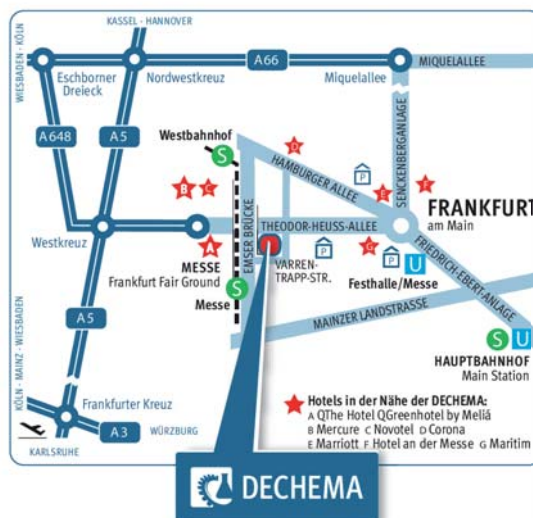 KASSEL - HANNOVER
WIESBADEN - KÖLN
A66
MIQUELALLEE
Eschborner
Dreieck
Nordwestkreuz
Miquelallee
A648
A5
Westbahnhof
S
D
HAMBURGER ALLEE
P
SENCKENBERGANLAGE
B
C
E
F
FRANKFURT
am Main
Westkreuz
A
EMSER BRÜCKE
THEODOR-HEUSS-ALLEE
P
G
P
U
MESSE
Frankfurt Fair Ground
VARREN-
TRAPP-STR.
Festhalle/Messe
FRIEDRICH-EBERT-ANLAGE
Messe
S
A5
MAINZER LANDSTRASSE
S U
HAUPTBAHNHOF
Main Station
KÖLN - MAINZ - WIESBADEN
Frankfurter Kreuz
A3
WÜRZBURG
KARLSRUHE
Hotels in der Nähe der DECHEMA:
A QThe Hotel QGreenhotel by Meliá
B Mercure C Novotel D Corona
E Marriott F Hotel an der Messe G Maritim
DECHEMA